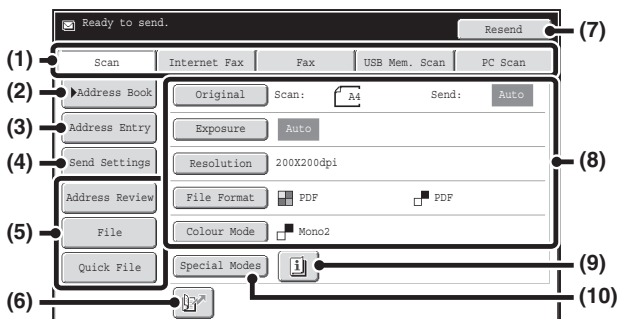 Ready to send.
Resend (7)
(1) Scan Internet Fax Fax USB Mem. Scan PC Scan
(2) Address Book Original Scan: A4 Send: Auto
(3) Address Entry Exposure Auto
(4) Send Settings Resolution 200X200dpi (8)
Address Review File Format PDF PDF
(5) File Colour Mode Mono2
Quick File Special Modes (9)
(6) (10)